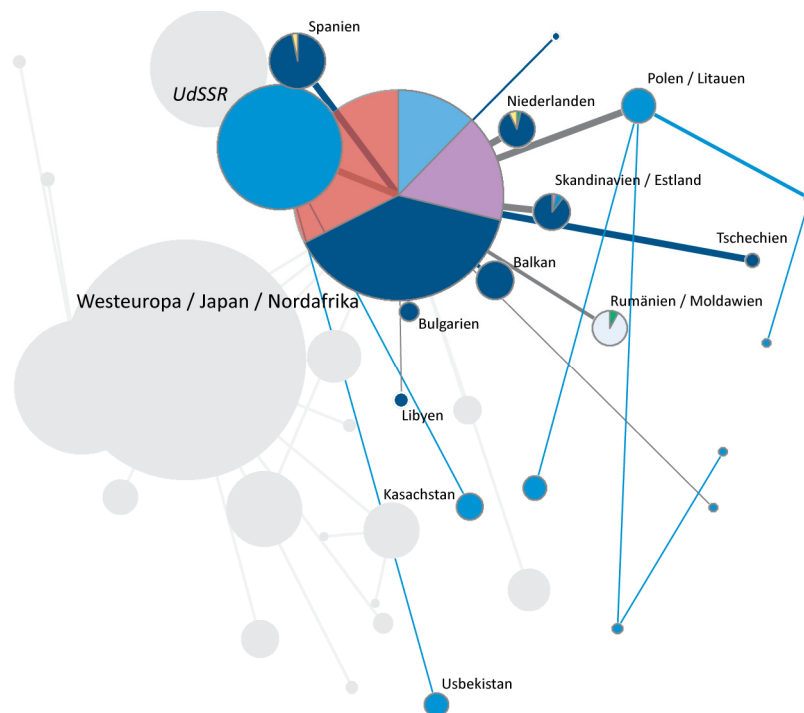 Spanien
UdSSR
Polen / Litauen
Niederlanden
Skandinavien / Estland
Tschechien
Balkan
Westeuropa / Japan / Nordafrika
Rumänien / Moldawien
Bulgarien
Libyen
Kasachstan
Usbekistan